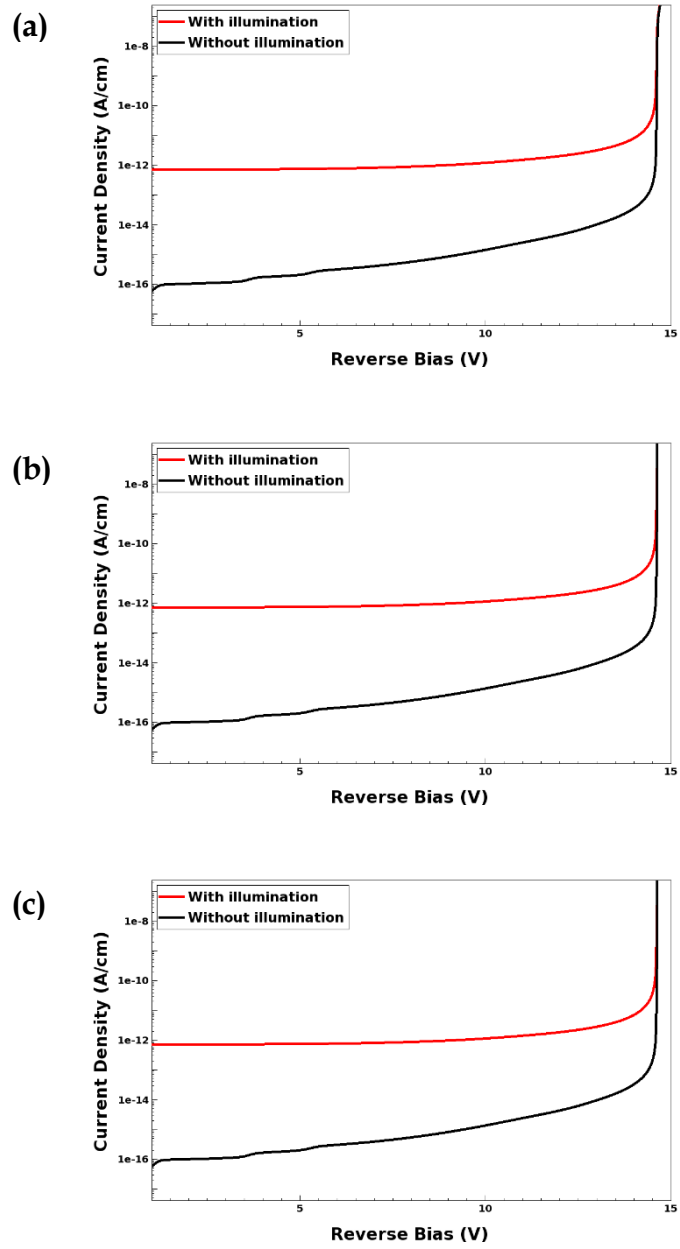 (a)
With illumination
Without illumination
Current Density (A/cm)
1e-8
1e-10
1e-12
1e-14
1e-16
5 10 15
Reverse Bias (V)
(b)
With illumination
Without illumination
Current Density (A/cm)
1e-8
1e-10
1e-12
1e-14
1e-16
5 10 15
Reverse Bias (V)
(c)
With illumination
Without illumination
Current Density (A/cm)
1e-8
1e-10
1e-12
1e-14
1e-16
5 10 15
Reverse Bias (V)